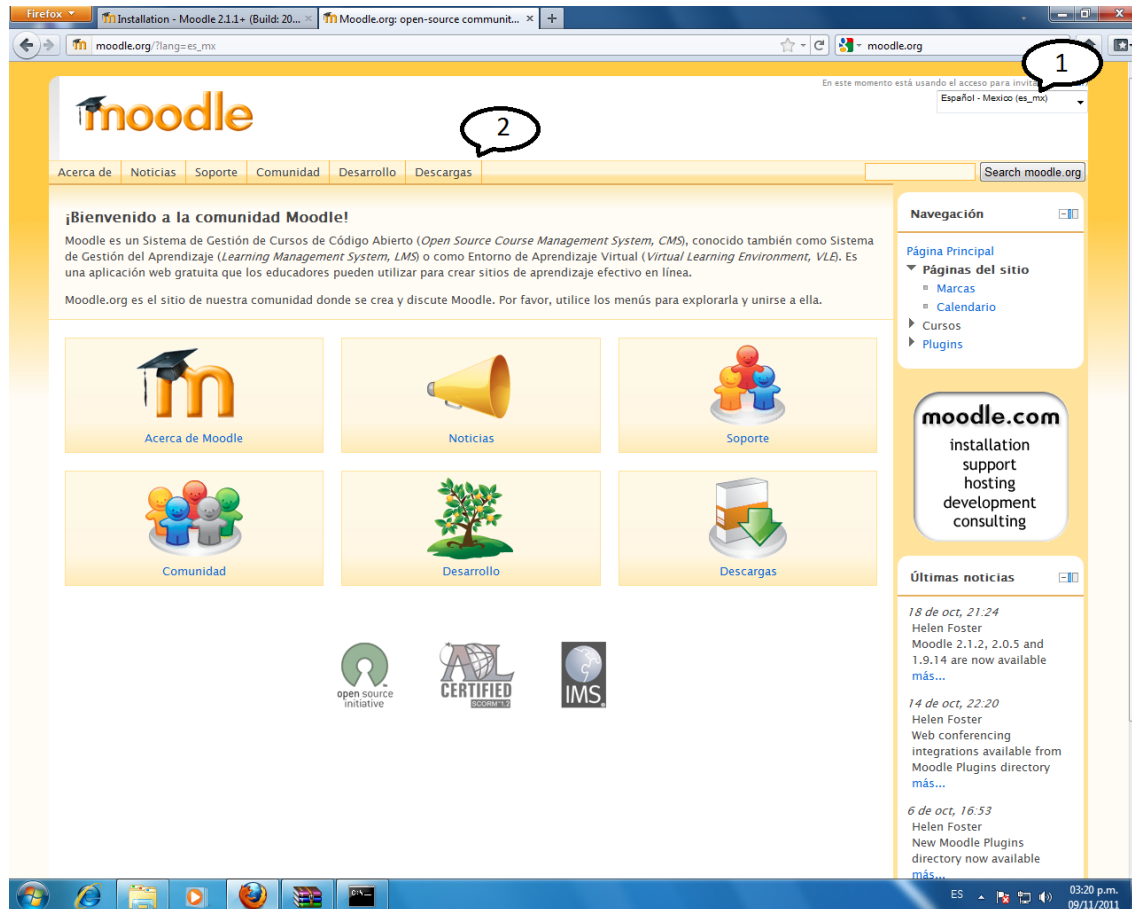 Firefox
Installation - Moodle 2.1.1+ (Build: 20...
Moodle.org: open-source communit...
moodle.org/?lang=es_mx
moodle.org
1
En este momento está usando el acceso para
Español - Mexico (es_mx)
moodle
2
Acerca de
Noticias
Soporte
Comunidad
Desarrollo
Descargas
Search moodle.org
¡Bienvenido a la comunidad Moodle!
Moodle es un Sistema de Gestión de Cursos de Código Abierto (Open Source Course Management System, CMS), conocido también como Sistema
de Gestión del Aprendizaje (Learning Management System, LMS) o como Entorno de Aprendizaje Virtual (Virtual Learning Environment, VLE). Es
una aplicación web gratuita que los educadores pueden utilizar para crear sitios de aprendizaje efectivo en línea.
Moodle.org es el sitio de nuestra comunidad donde se crea y discute Moodle. Por favor, utilice los menús para explorarla y unirse a ella.
Acerca de Moodle
Noticias
Soporte
Comunidad
Desarrollo
Descargas
open source
initiative
ADL
CERTIFIED
SCORM 1.2
IMS
Navegación
Página Principal
Páginas del sitio
Marcas
Calendario
Cursos
Plugins
moodle.com
installation
support
hosting
development
consulting
Últimas noticias
18 de oct, 21:24
Helen Foster
Moodle 2.1.2, 2.0.5 and
1.9.14 are now available
más...
14 de oct, 22:20
Helen Foster
Web conferencing
integrations available from
Moodle Plugins directory
más...
6 de oct, 16:53
Helen Foster
New Moodle Plugins
directory now available
más...
ES
03:20 p.m.
09/11/2011